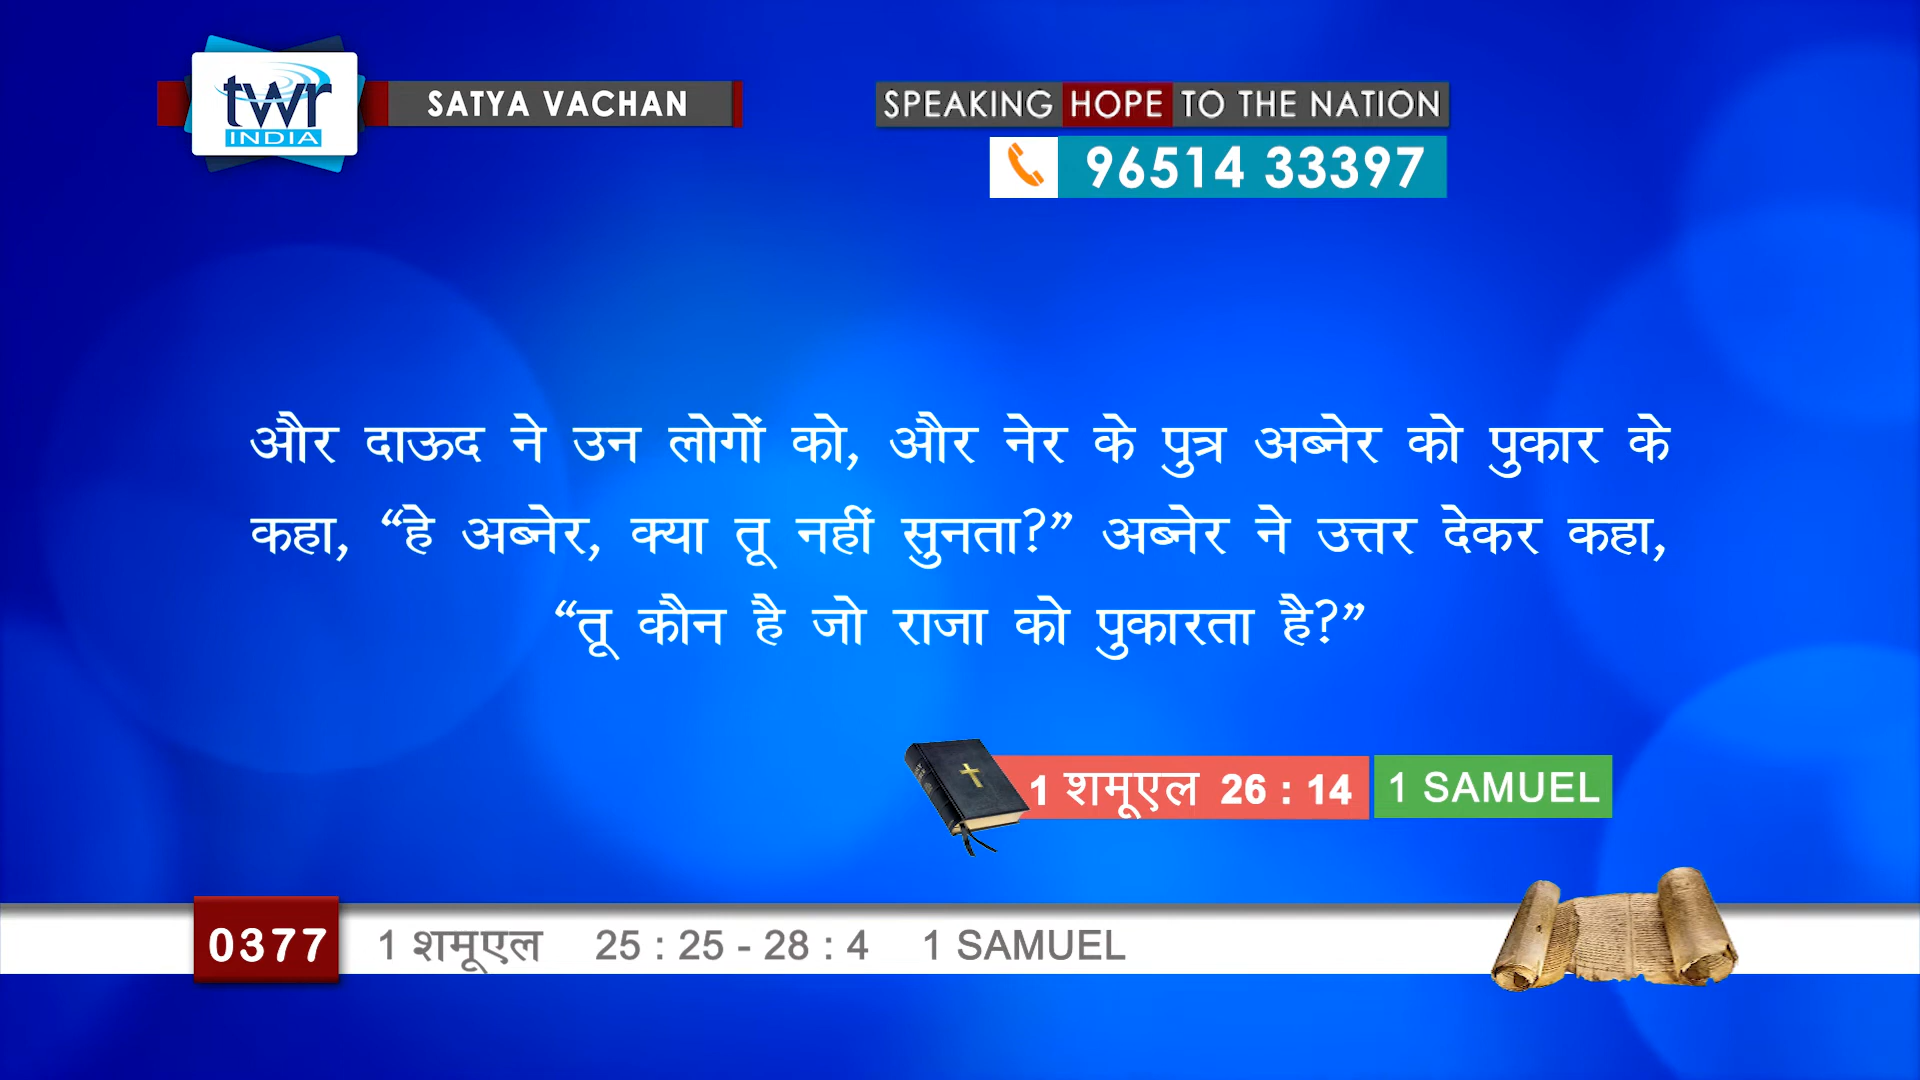 twr
INDIA
SATYA VACHAN
SPEAKING HOPE TO THE NATION
96514 33397
और दाऊद ने उन लोगों को, और नेर के पुत्र अब्नेर को पुकार के
कहा, “हे अब्नेर, क्या तू नहीं सुनता?” अब्नेर ने उत्तर देकर कहा,
“तू कौन है जो राजा को पुकारता है?”
1 शमूएल 26 : 14 1 SAMUEL
0377 1 शमूएल 25 : 25 - 28 : 4 1 SAMUEL